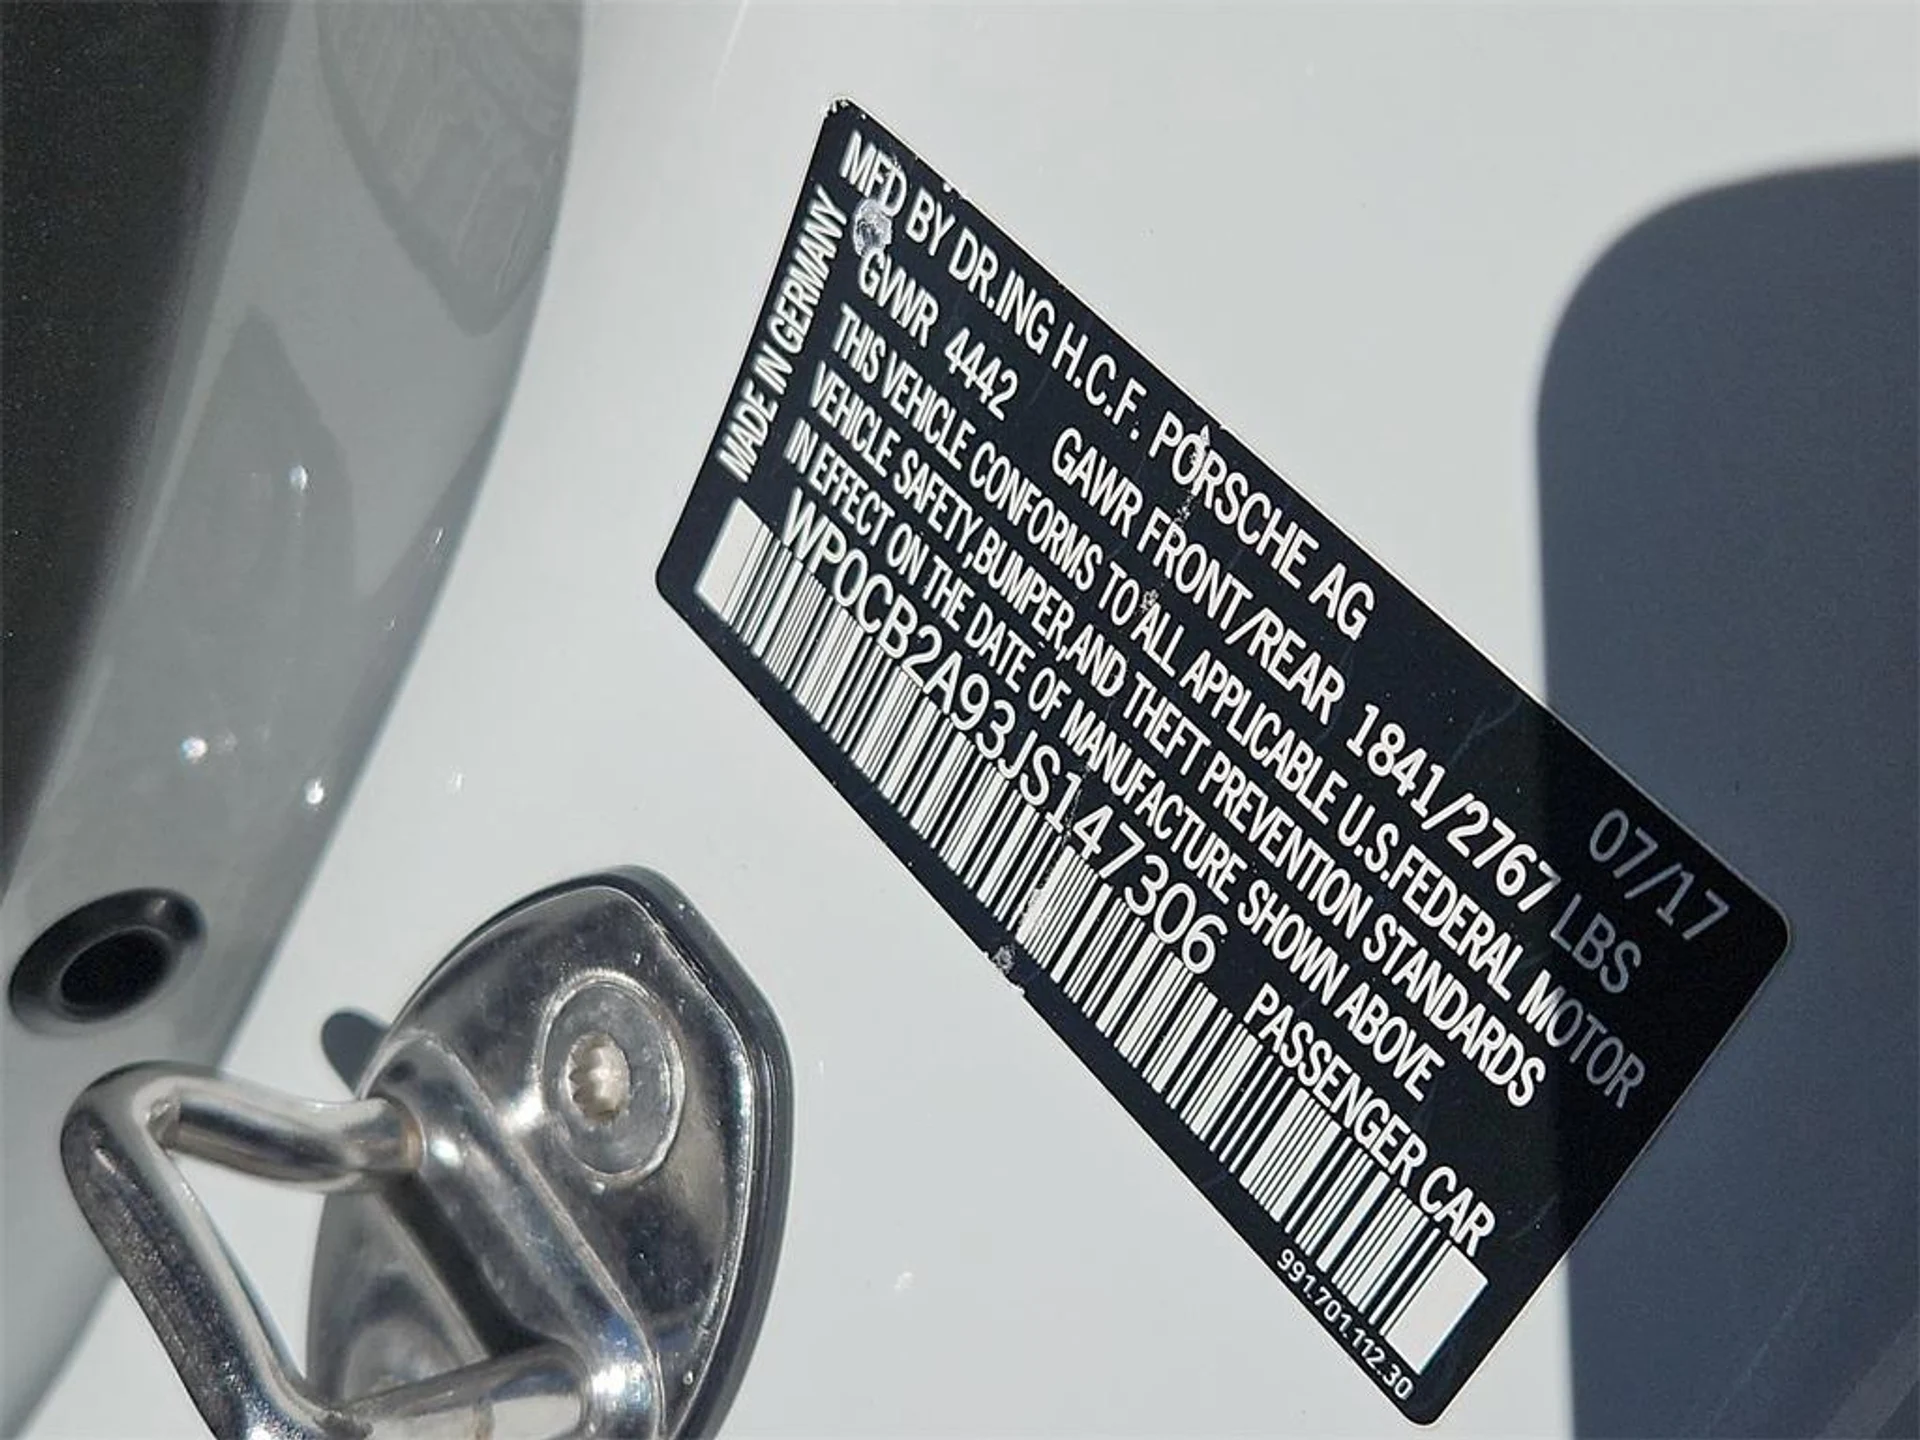 MFD BY DR.ING H.C.F. PORSCHE AG 07/17
GVWR 4442 GAWR FRONT/REAR 1841/2767 LBS
THIS VEHICLE CONFORMS TO ALL APPLICABLE U.S.FEDERAL MOTOR
VEHICLE SAFETY,BUMPER,AND THEFT PREVENTION STANDARDS
IN EFFECT ON THE DATE OF MANUFACTURE SHOWN ABOVE
WP0CB2A93JS147306 PASSENGER CAR
MADE IN GERMANY
991.701.112.30